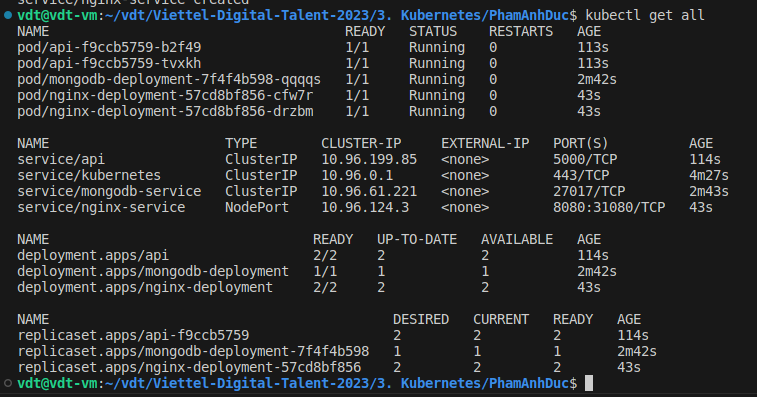 service/nginx-service created
vdt@vdt-vm:~/vdt/Viettel-Digital-Talent-2023/3. Kubernetes/PhamAnhDuc$ kubectl get all
NAME READY STATUS RESTARTS AGE
pod/api-f9ccb5759-b2f49 1/1 Running 0 113s
pod/api-f9ccb5759-tvxkh 1/1 Running 0 113s
pod/mongodb-deployment-7f4f4b598-qqqqs 1/1 Running 0 2m42s
pod/nginx-deployment-57cd8bf856-cfw7r 1/1 Running 0 43s
pod/nginx-deployment-57cd8bf856-drzbm 1/1 Running 0 43s
NAME TYPE CLUSTER-IP EXTERNAL-IP PORT(S) AGE
service/api ClusterIP 10.96.199.85 <none> 5000/TCP 114s
service/kubernetes ClusterIP 10.96.0.1 <none> 443/TCP 4m27s
service/mongodb-service ClusterIP 10.96.61.221 <none> 27017/TCP 2m43s
service/nginx-service NodePort 10.96.124.3 <none> 8080:31080/TCP 43s
NAME READY UP-TO-DATE AVAILABLE AGE
deployment.apps/api 2/2 2 2 114s
deployment.apps/mongodb-deployment 1/1 1 1 2m42s
deployment.apps/nginx-deployment 2/2 2 2 43s
NAME DESIRED CURRENT READY AGE
replicaset.apps/api-f9ccb5759 2 2 2 114s
replicaset.apps/mongodb-deployment-7f4f4b598 1 1 1 2m42s
replicaset.apps/nginx-deployment-57cd8bf856 2 2 2 43s
vdt@vdt-vm:~/vdt/Viettel-Digital-Talent-2023/3. Kubernetes/PhamAnhDuc$